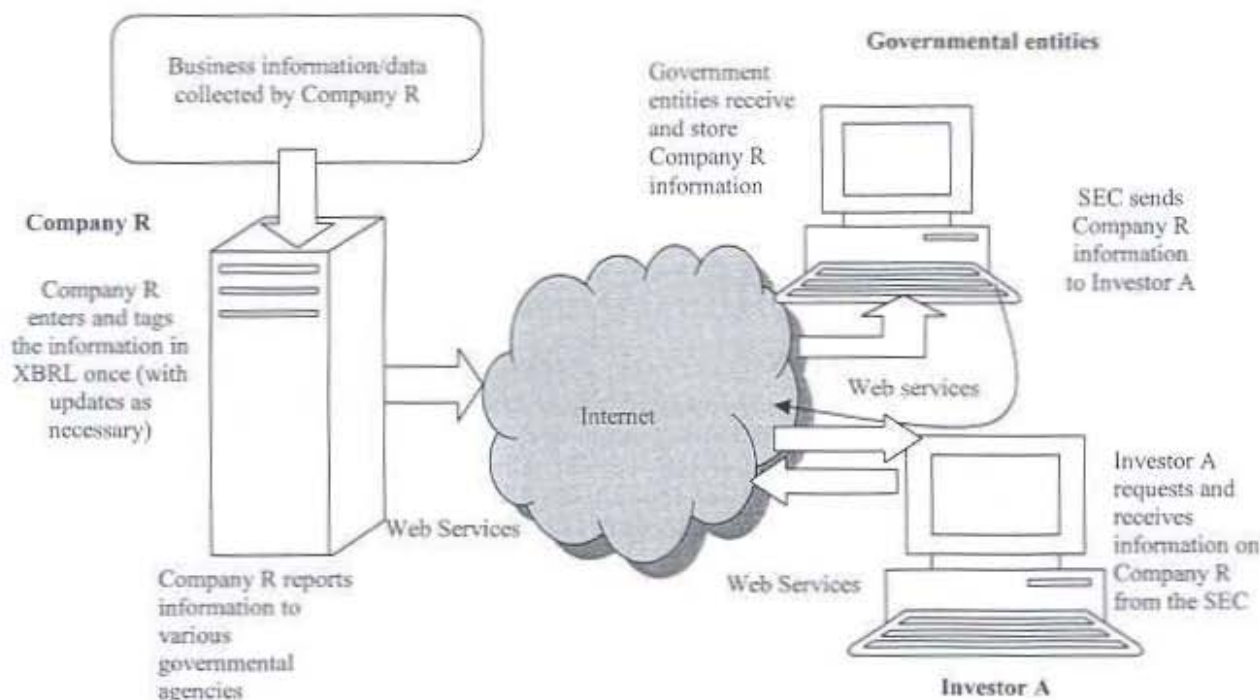 Business information/data
collected by Company R
Company R
Company R
enters and tags
the information in
XBRL once (with
updates as
necessary)
Web Services
Company R reports
information to
various
governmental
agencies
Internet
Governmental entities
Government
entities receive
and store
Company R
information
SEC sends
Company R
information
to Investor A
Web services
Investor A
requests and
receives
information on
Company R
from the SEC
Web Services
Investor A